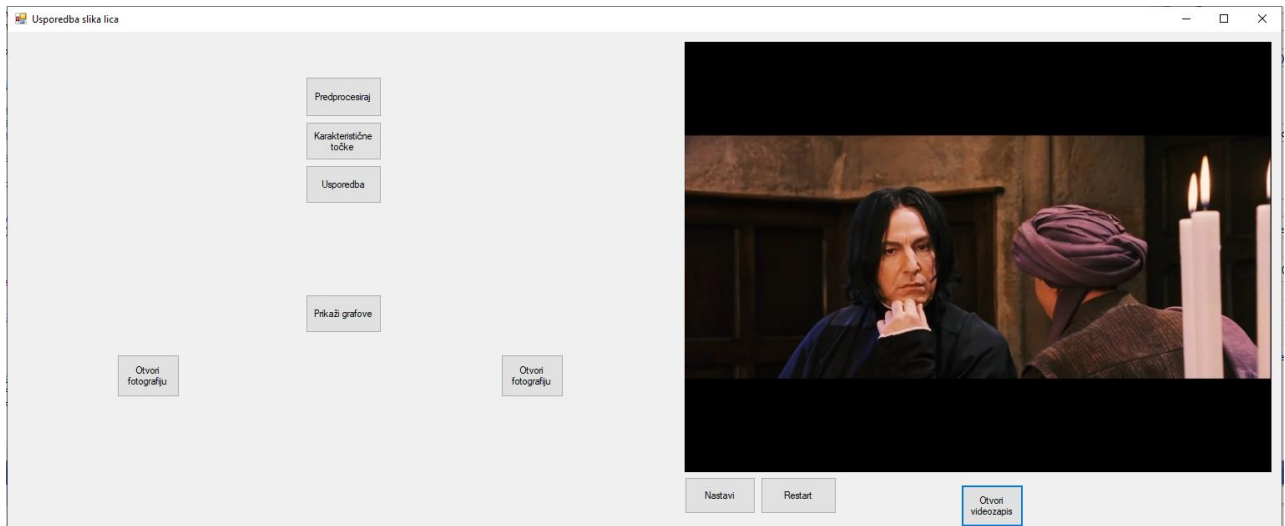 Usporedba slika lica
Predprocesiraj
Karakteristične
točke
Usporedba
Prikaži grafove
Otvori
fotografiju
Otvori
fotografiju
Nastavi
Restart
Otvori
videozapis